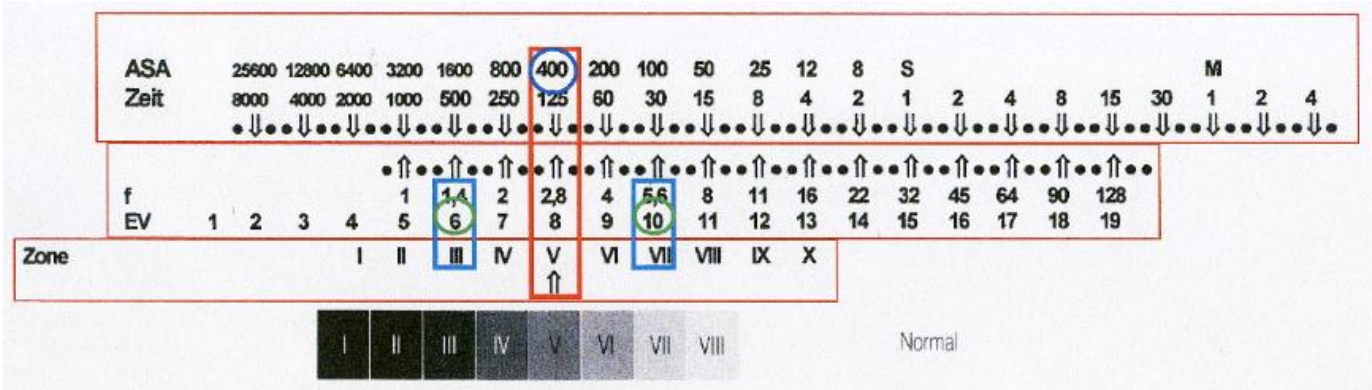 ASA 25600 12800 6400 3200 1600 800 400 200 100 50 25 12 8 S M
Zeit 8000 4000 2000 1000 500 250 125 60 30 15 8 4 2 1 2 4 8 15 30 1 2 4
f 1 1,4 2 2,8 4 5,6 8 11 16 22 32 45 64 90 128
EV 1 2 3 4 5 6 7 8 9 10 11 12 13 14 15 16 17 18 19
Zone I II III IV V VI VII VIII IX X
I II III IV V VI VII VIII Normal